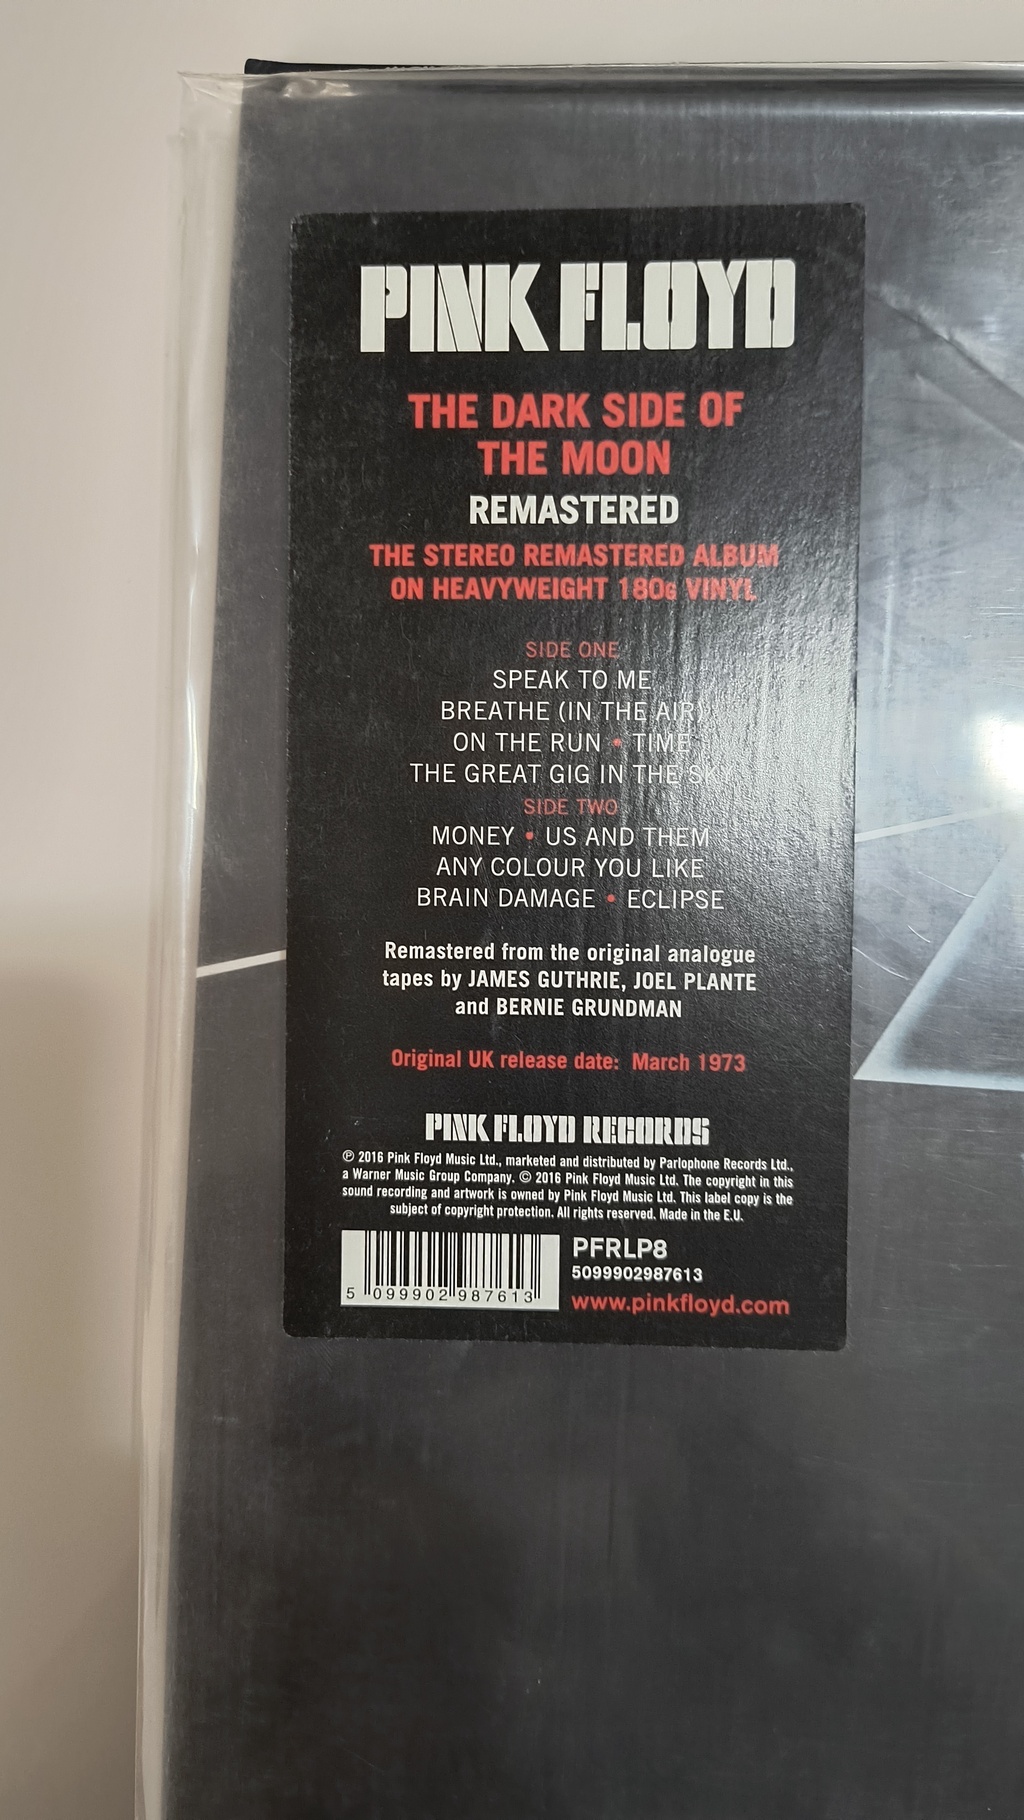 PINK FLOYD
THE DARK SIDE OF
THE MOON
REMASTERED
THE STEREO REMASTERED ALBUM
ON HEAVYWEIGHT 180G VINYL
SIDE ONE
SPEAK TO ME
BREATHE (IN THE AIR)
ON THE RUN • TIME
THE GREAT GIG IN THE SKY
SIDE TWO
MONEY • US AND THEM
ANY COLOUR YOU LIKE
BRAIN DAMAGE • ECLIPSE
Remastered from the original analogue
tapes by JAMES GUTHRIE, JOEL PLANTE
and BERNIE GRUNDMAN
Original UK release date: March 1973
PINK FLOYD RECORDS
℗ 2016 Pink Floyd Music Ltd., marketed and distributed by Parlophone Records Ltd.,
a Warner Music Group Company. © 2016 Pink Floyd Music Ltd. The copyright in this
sound recording and artwork is owned by Pink Floyd Music Ltd. This label copy is the
subject of copyright protection. All rights reserved. Made in the E.U.
PFRLP8
5099902987613
www.pinkfloyd.com
5 099902 987613